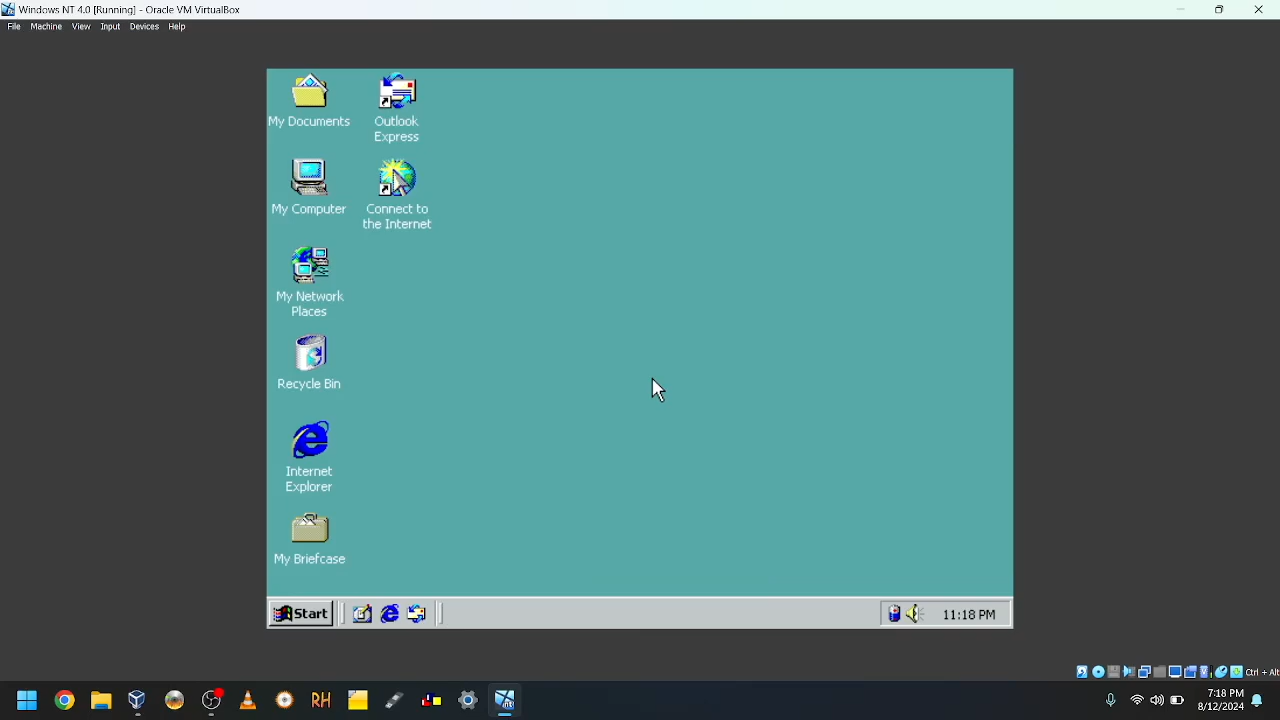 Windows NT 4.0 [Running] - Oracle VM VirtualBox
File Machine View Input Devices Help
My Documents
Outlook
Express
My Computer
Connect to
the Internet
My Network
Places
Recycle Bin
Internet
Explorer
My Briefcase
Start
11:18 PM
Ctrl + Alt
RH
7:18 PM
8/12/2024